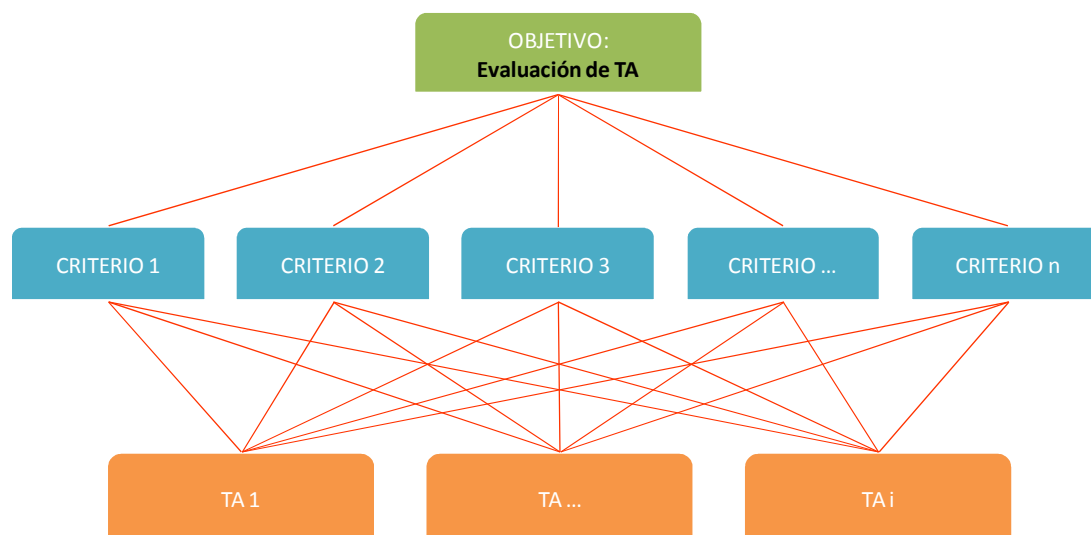 OBJETIVO:
Evaluación de TA
CRITERIO 1
CRITERIO 2
CRITERIO 3
CRITERIO ...
CRITERIO n
TA 1
TA ...
TA i